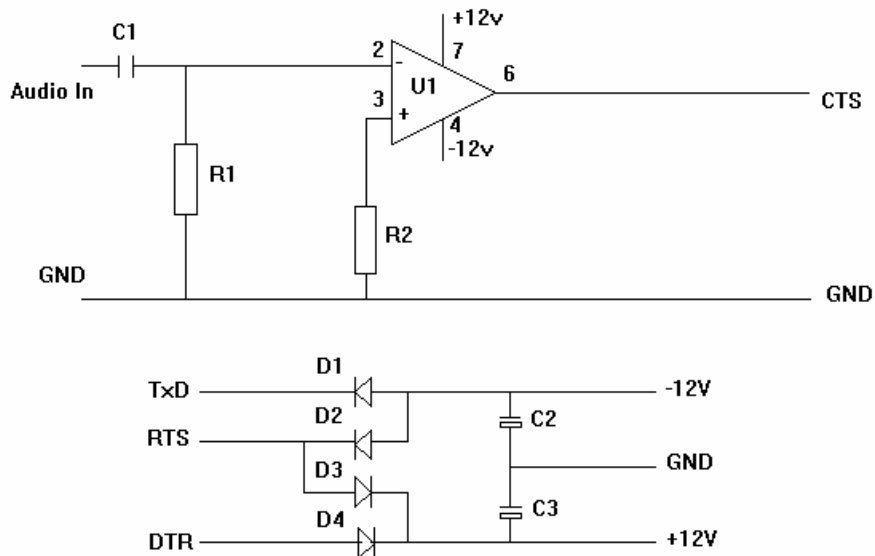 C1
Audio In
R1
GND
2
-
3
+
U1
+12v
7
4
-12v
6
CTS
R2
GND
TxD
D1
-12V
D2
C2
RTS
D3
GND
D4
C3
DTR
+12V